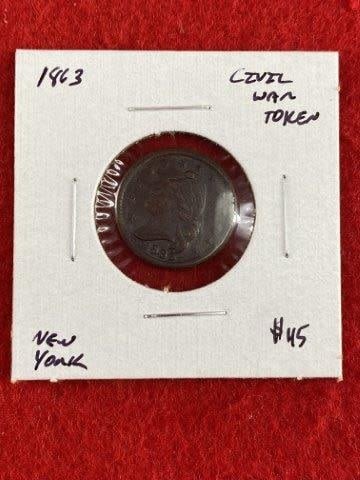 1863
CIVIL
WAR
TOKEN
NEW
YORK
$45